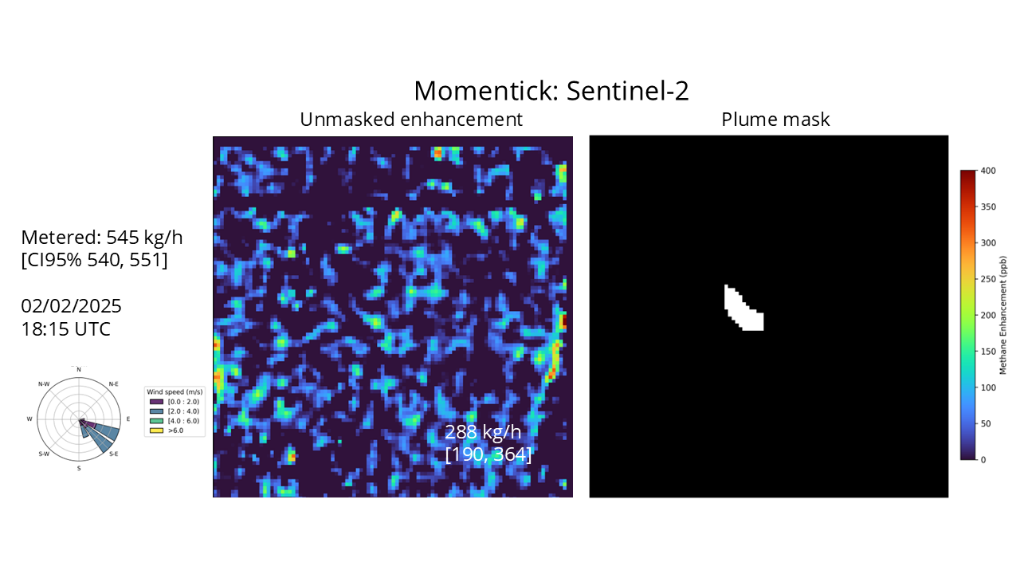 Momentick: Sentinel-2
Unmasked enhancement
Plume mask
Metered: 545 kg/h
[CI95% 540, 551]
02/02/2025
18:15 UTC
N
N-W
N-E
W
E
S-W
S-E
S
Wind speed (m/s)
[0.0 : 2.0)
[2.0 : 4.0)
[4.0 : 6.0)
>6.0
288 kg/h
[190, 364]
400
350
300
250
200
150
100
50
0
Methane Enhancement (ppb)